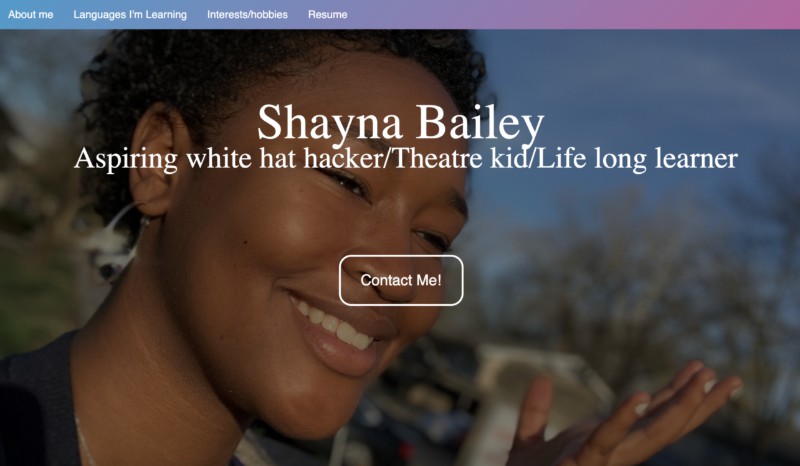 About me Languages I'm Learning Interests/hobbies Resume
Shayna Bailey
Aspiring white hat hacker/Theatre kid/Life long learner
Contact Me!